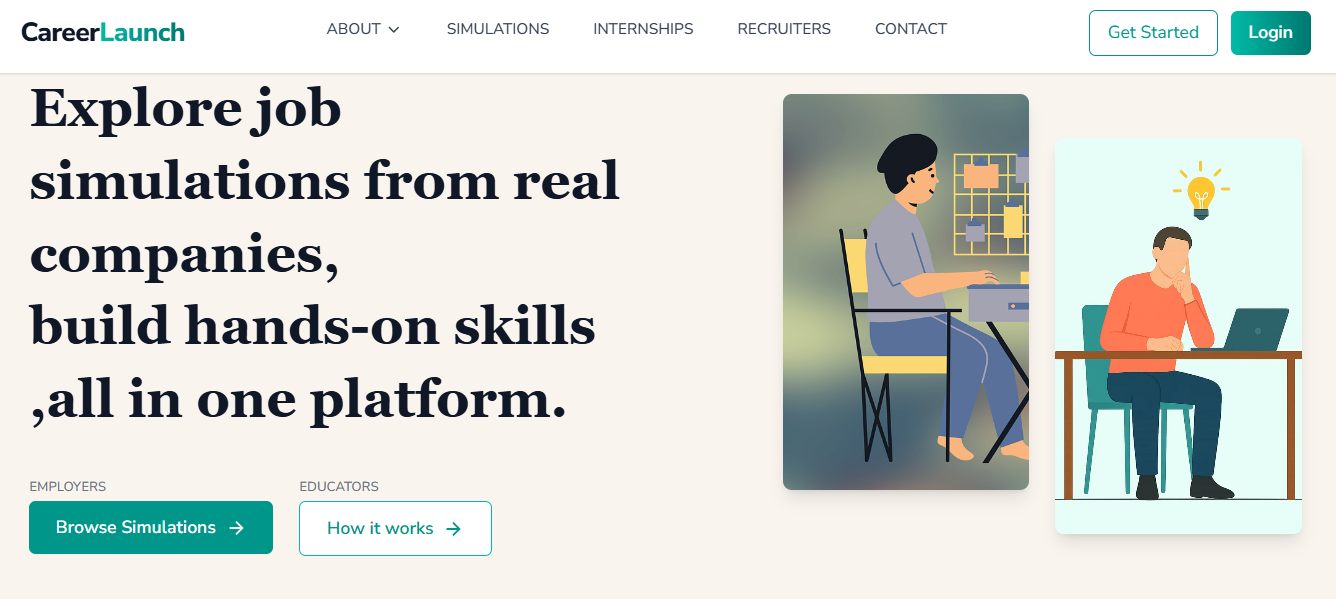 CareerLaunch
ABOUT
SIMULATIONS
INTERNSHIPS
RECRUITERS
CONTACT
Get Started
Login
Explore job
simulations from real
companies,
build hands-on skills
,all in one platform.
EMPLOYERS
Browse Simulations →
EDUCATORS
How it works →